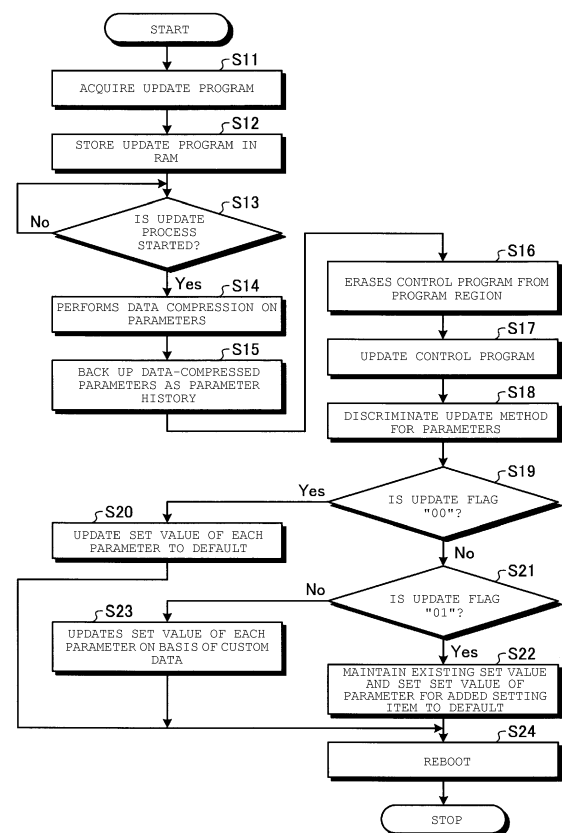 START
S11
ACQUIRE UPDATE PROGRAM
S12
STORE UPDATE PROGRAM IN
RAM
S13
No
IS UPDATE
PROCESS
STARTED?
Yes
S14
PERFORMS DATA COMPRESSION ON
PARAMETERS
S15
BACK UP DATA-COMPRESSED
PARAMETERS AS PARAMETER
HISTORY
S16
ERASES CONTROL PROGRAM FROM
PROGRAM REGION
S17
UPDATE CONTROL PROGRAM
S18
DISCRIMINATE UPDATE METHOD
FOR PARAMETERS
S19
Yes
IS UPDATE FLAG
"00"?
No
S20
UPDATE SET VALUE OF EACH
PARAMETER TO DEFAULT
S21
No
IS UPDATE FLAG
"01"?
Yes
S23
UPDATES SET VALUE OF EACH
PARAMETER ON BASIS OF CUSTOM
DATA
S22
MAINTAIN EXISTING SET VALUE
AND SET SET VALUE OF
PARAMETER FOR ADDED SETTING
ITEM TO DEFAULT
S24
REBOOT
STOP